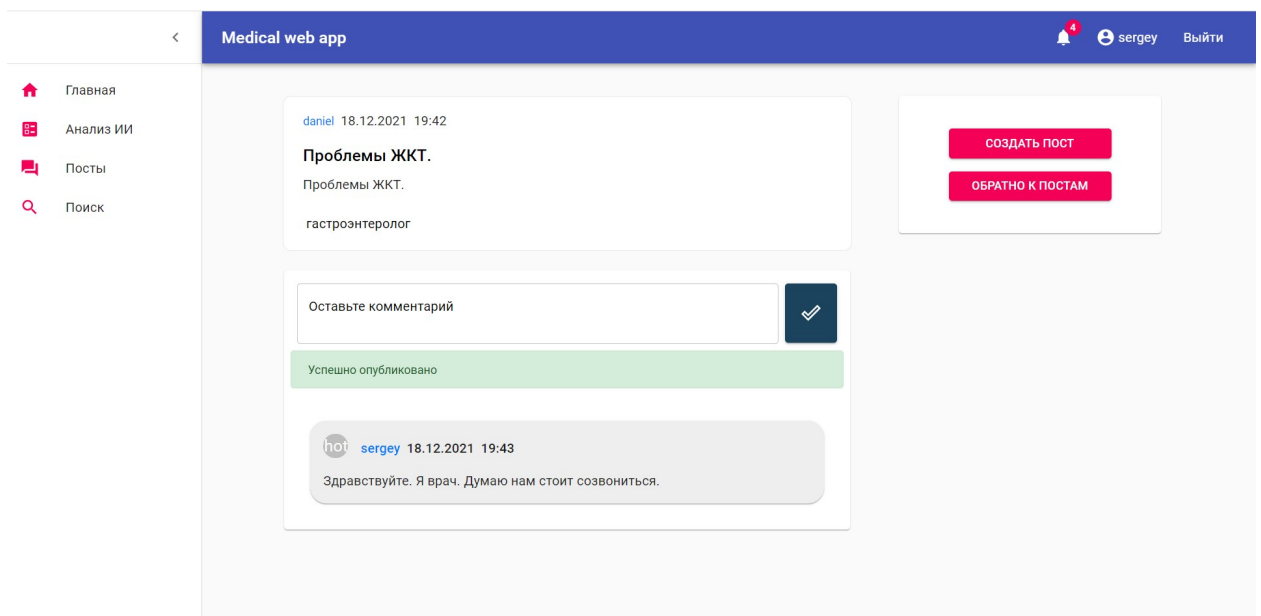 Medical web app
4
sergey
Выйти
Главная
Анализ ИИ
Посты
Поиск
daniel 18.12.2021 19:42
Проблемы ЖКТ.
Проблемы ЖКТ.
гастроэнтеролог
СОЗДАТЬ ПОСТ
ОБРАТНО К ПОСТАМ
Оставьте комментарий
Успешно опубликовано
hot sergey 18.12.2021 19:43
Здравствуйте. Я врач. Думаю нам стоит созвониться.